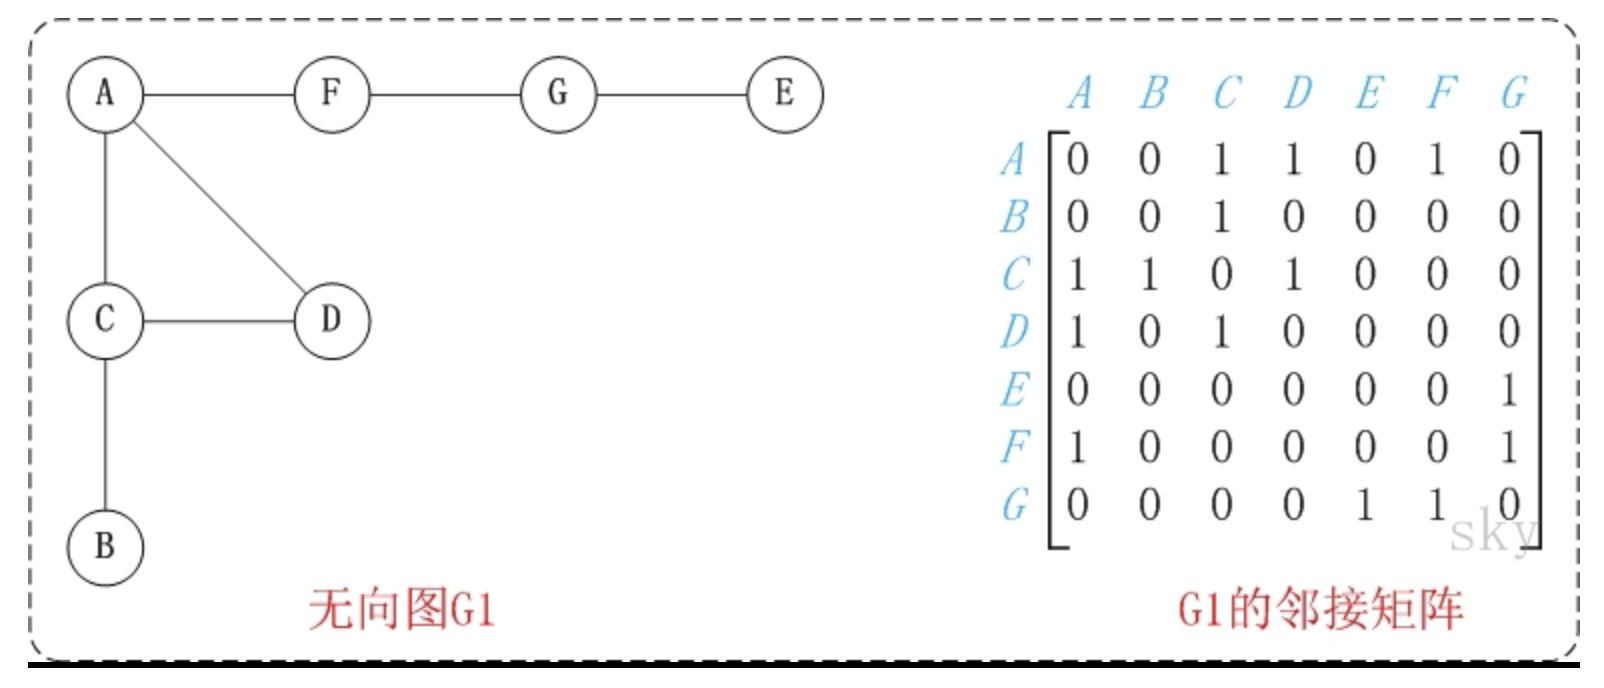 A F G E
C D
B
无向图G1
A B C D E F G
A 0 0 1 1 0 1 0
B 0 0 1 0 0 0 0
C 1 1 0 1 0 0 0
D 1 0 1 0 0 0 0
E 0 0 0 0 0 0 1
F 1 0 0 0 0 0 1
G 0 0 0 0 1 1 0
sky
G1的邻接矩阵